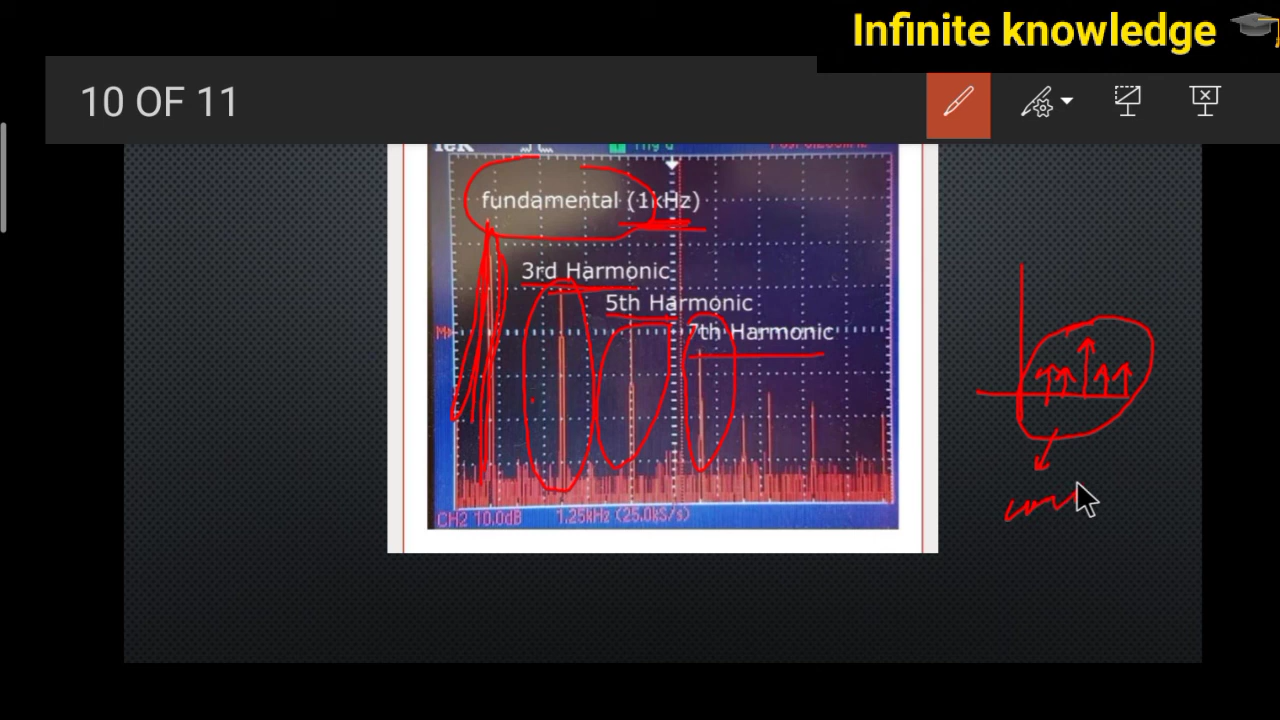 Infinite knowledge
10 OF 11
Tek
fundamental (1kHz)
3rd Harmonic
5th Harmonic
7th Harmonic
M
CH2 10.0dB 1.25kHz (25.0kS/s)